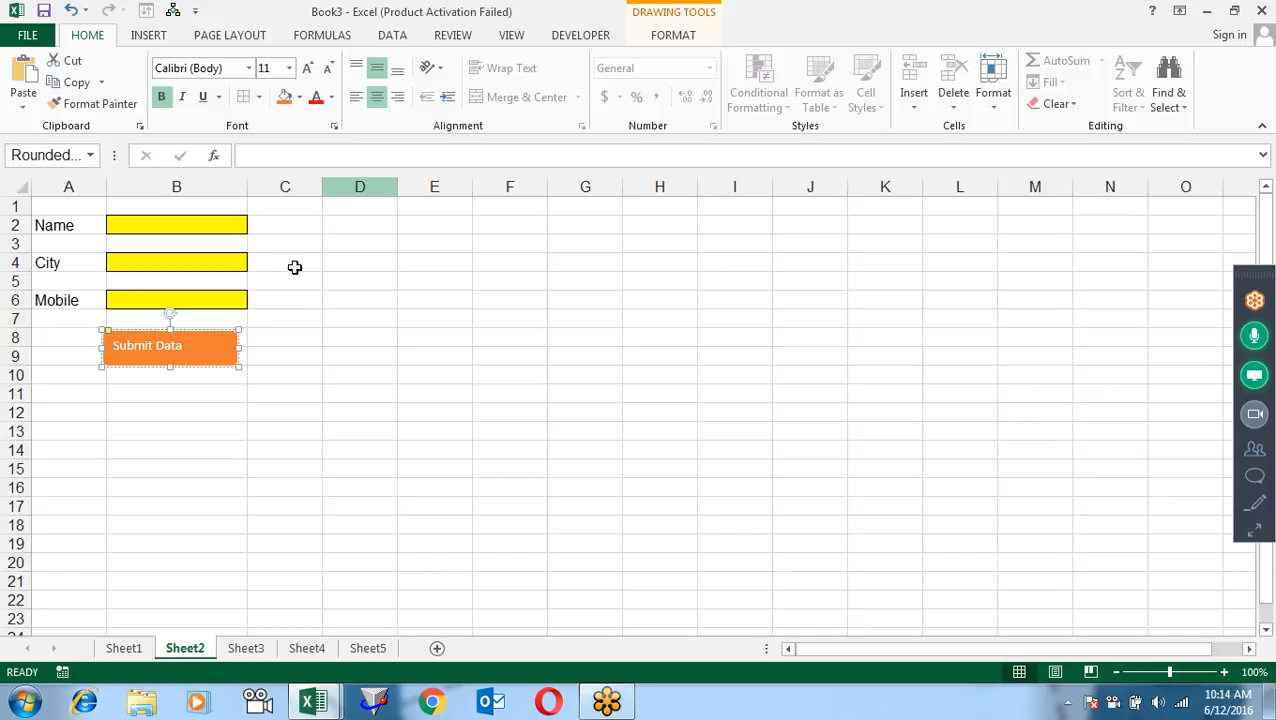 Book3 - Excel (Product Activation Failed)
DRAWING TOOLS
FILE HOME INSERT PAGE LAYOUT FORMULAS DATA REVIEW VIEW DEVELOPER FORMAT Sign in
Cut
Copy
Format Painter
Paste
Calibri (Body) 11
B I U A A A
Wrap Text
Merge & Center
General
$ % ,
Conditional Formatting
Format as Table
Cell Styles
Insert Delete Format
AutoSum
Fill
Clear
Sort & Filter
Find & Select
Clipboard Font Alignment Number Styles Cells Editing
Rounded... fx
A B C D E F G H I J K L M N O
1
2 Name
3
4 City
5
6 Mobile
7
8 Submit Data
9
10
11
12
13
14
15
16
17
18
19
20
21
22
23
24
Sheet1 Sheet2 Sheet3 Sheet4 Sheet5
READY 100%
10:14 AM
6/12/2016